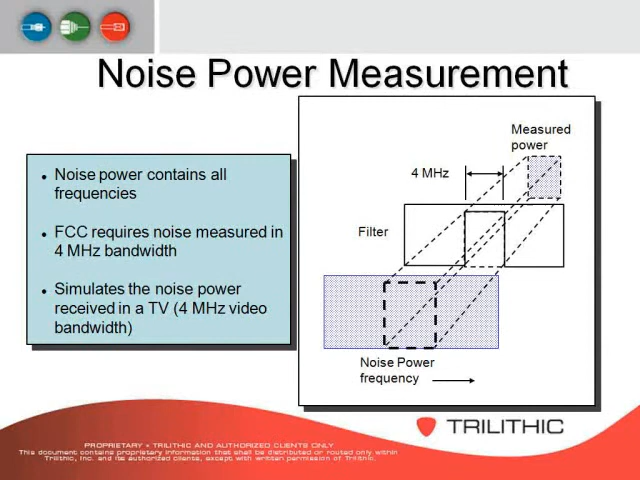 Noise Power Measurement
• Noise power contains all
frequencies
• FCC requires noise measured in
4 MHz bandwidth
• Simulates the noise power
received in a TV (4 MHz video
bandwidth)
Measured
power
4 MHz
Filter
Noise Power
frequency
TRILITHIC
PROPRIETARY • TRILITHIC AND AUTHORIZED CLIENTS ONLY
This document contains proprietary information that shall be distributed or routed only within
Trilithic, Inc. and its authorized clients, except with written permission of Trilithic.